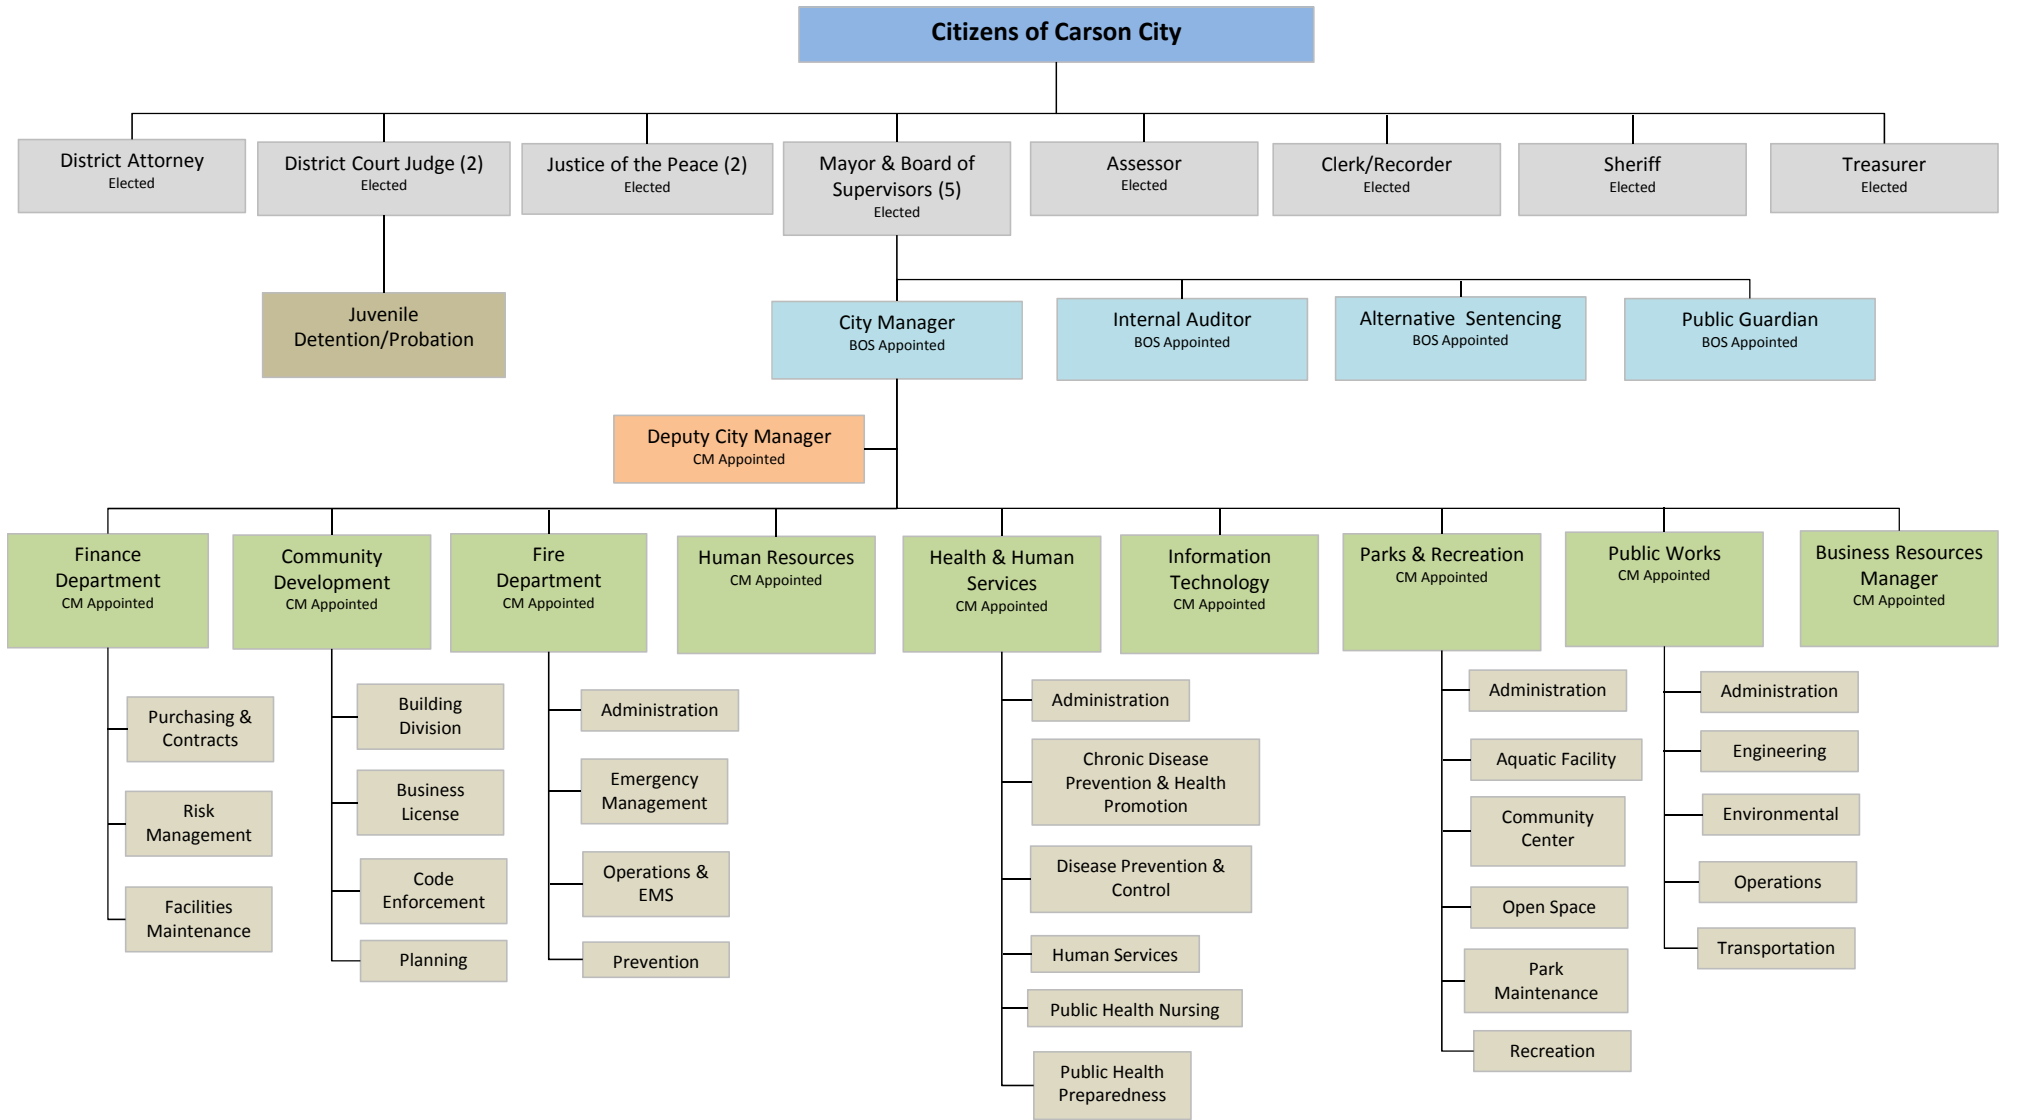 Citizens of Carson City
District Attorney
Elected
District Court Judge (2)
Elected
Justice of the Peace (2)
Elected
Mayor & Board of
Supervisors (5)
Elected
Assessor
Elected
Clerk/Recorder
Elected
Sheriff
Elected
Treasurer
Elected
Juvenile
Detention/Probation
City Manager
BOS Appointed
Internal Auditor
BOS Appointed
Alternative Sentencing
BOS Appointed
Public Guardian
BOS Appointed
Deputy City Manager
CM Appointed
Finance
Department
CM Appointed
Community
Development
CM Appointed
Fire
Department
CM Appointed
Human Resources
CM Appointed
Health & Human
Services
CM Appointed
Information
Technology
CM Appointed
Parks & Recreation
CM Appointed
Public Works
CM Appointed
Business Resources
Manager
CM Appointed
Purchasing &
Contracts
Risk
Management
Facilities
Maintenance
Building
Division
Business
License
Code
Enforcement
Planning
Administration
Emergency
Management
Operations &
EMS
Prevention
Administration
Chronic Disease
Prevention & Health
Promotion
Disease Prevention &
Control
Human Services
Public Health Nursing
Public Health
Preparedness
Administration
Aquatic Facility
Community
Center
Open Space
Park
Maintenance
Recreation
Administration
Engineering
Environmental
Operations
Transportation